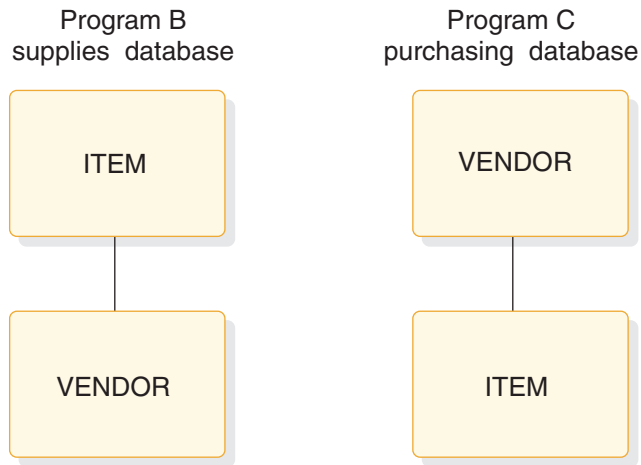 Program B
supplies database
ITEM
VENDOR
Program C
purchasing database
VENDOR
ITEM